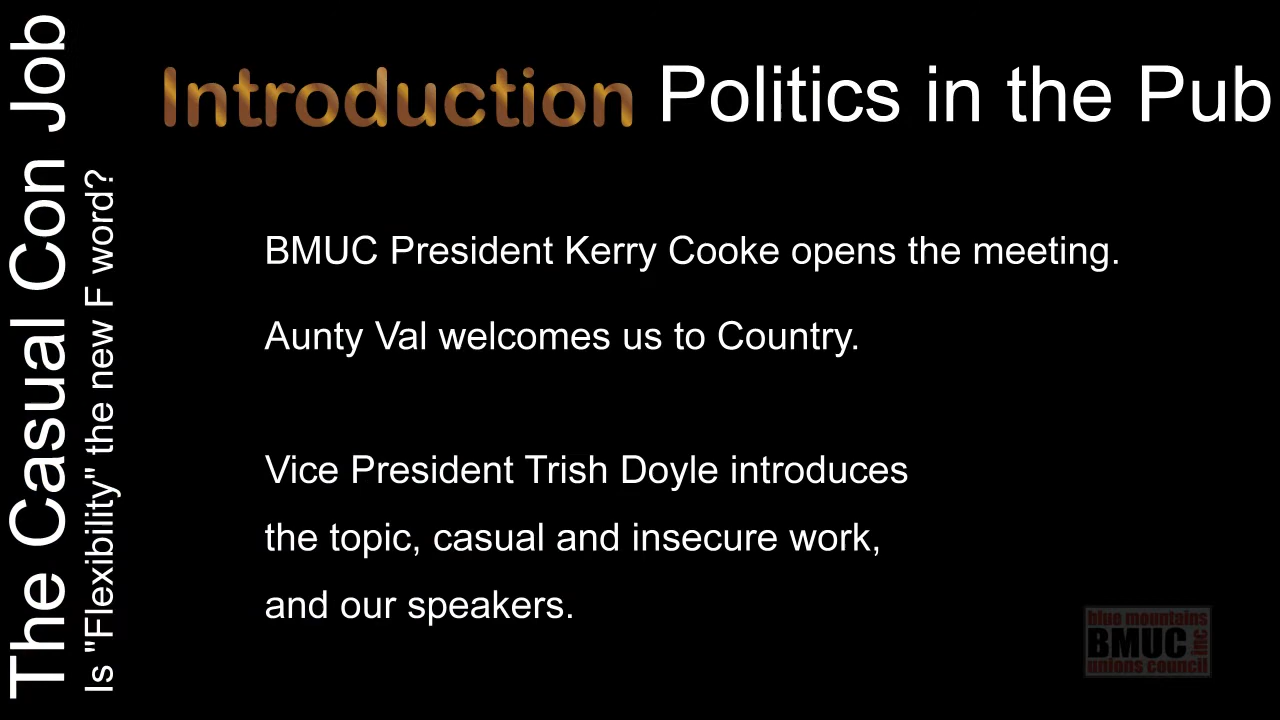 The Casual Con Job
Is "Flexibility" the new F word?
Introduction Politics in the Pub
BMUC President Kerry Cooke opens the meeting.
Aunty Val welcomes us to Country.
Vice President Trish Doyle introduces
the topic, casual and insecure work,
and our speakers.
blue mountains
BMUC inc
unions council